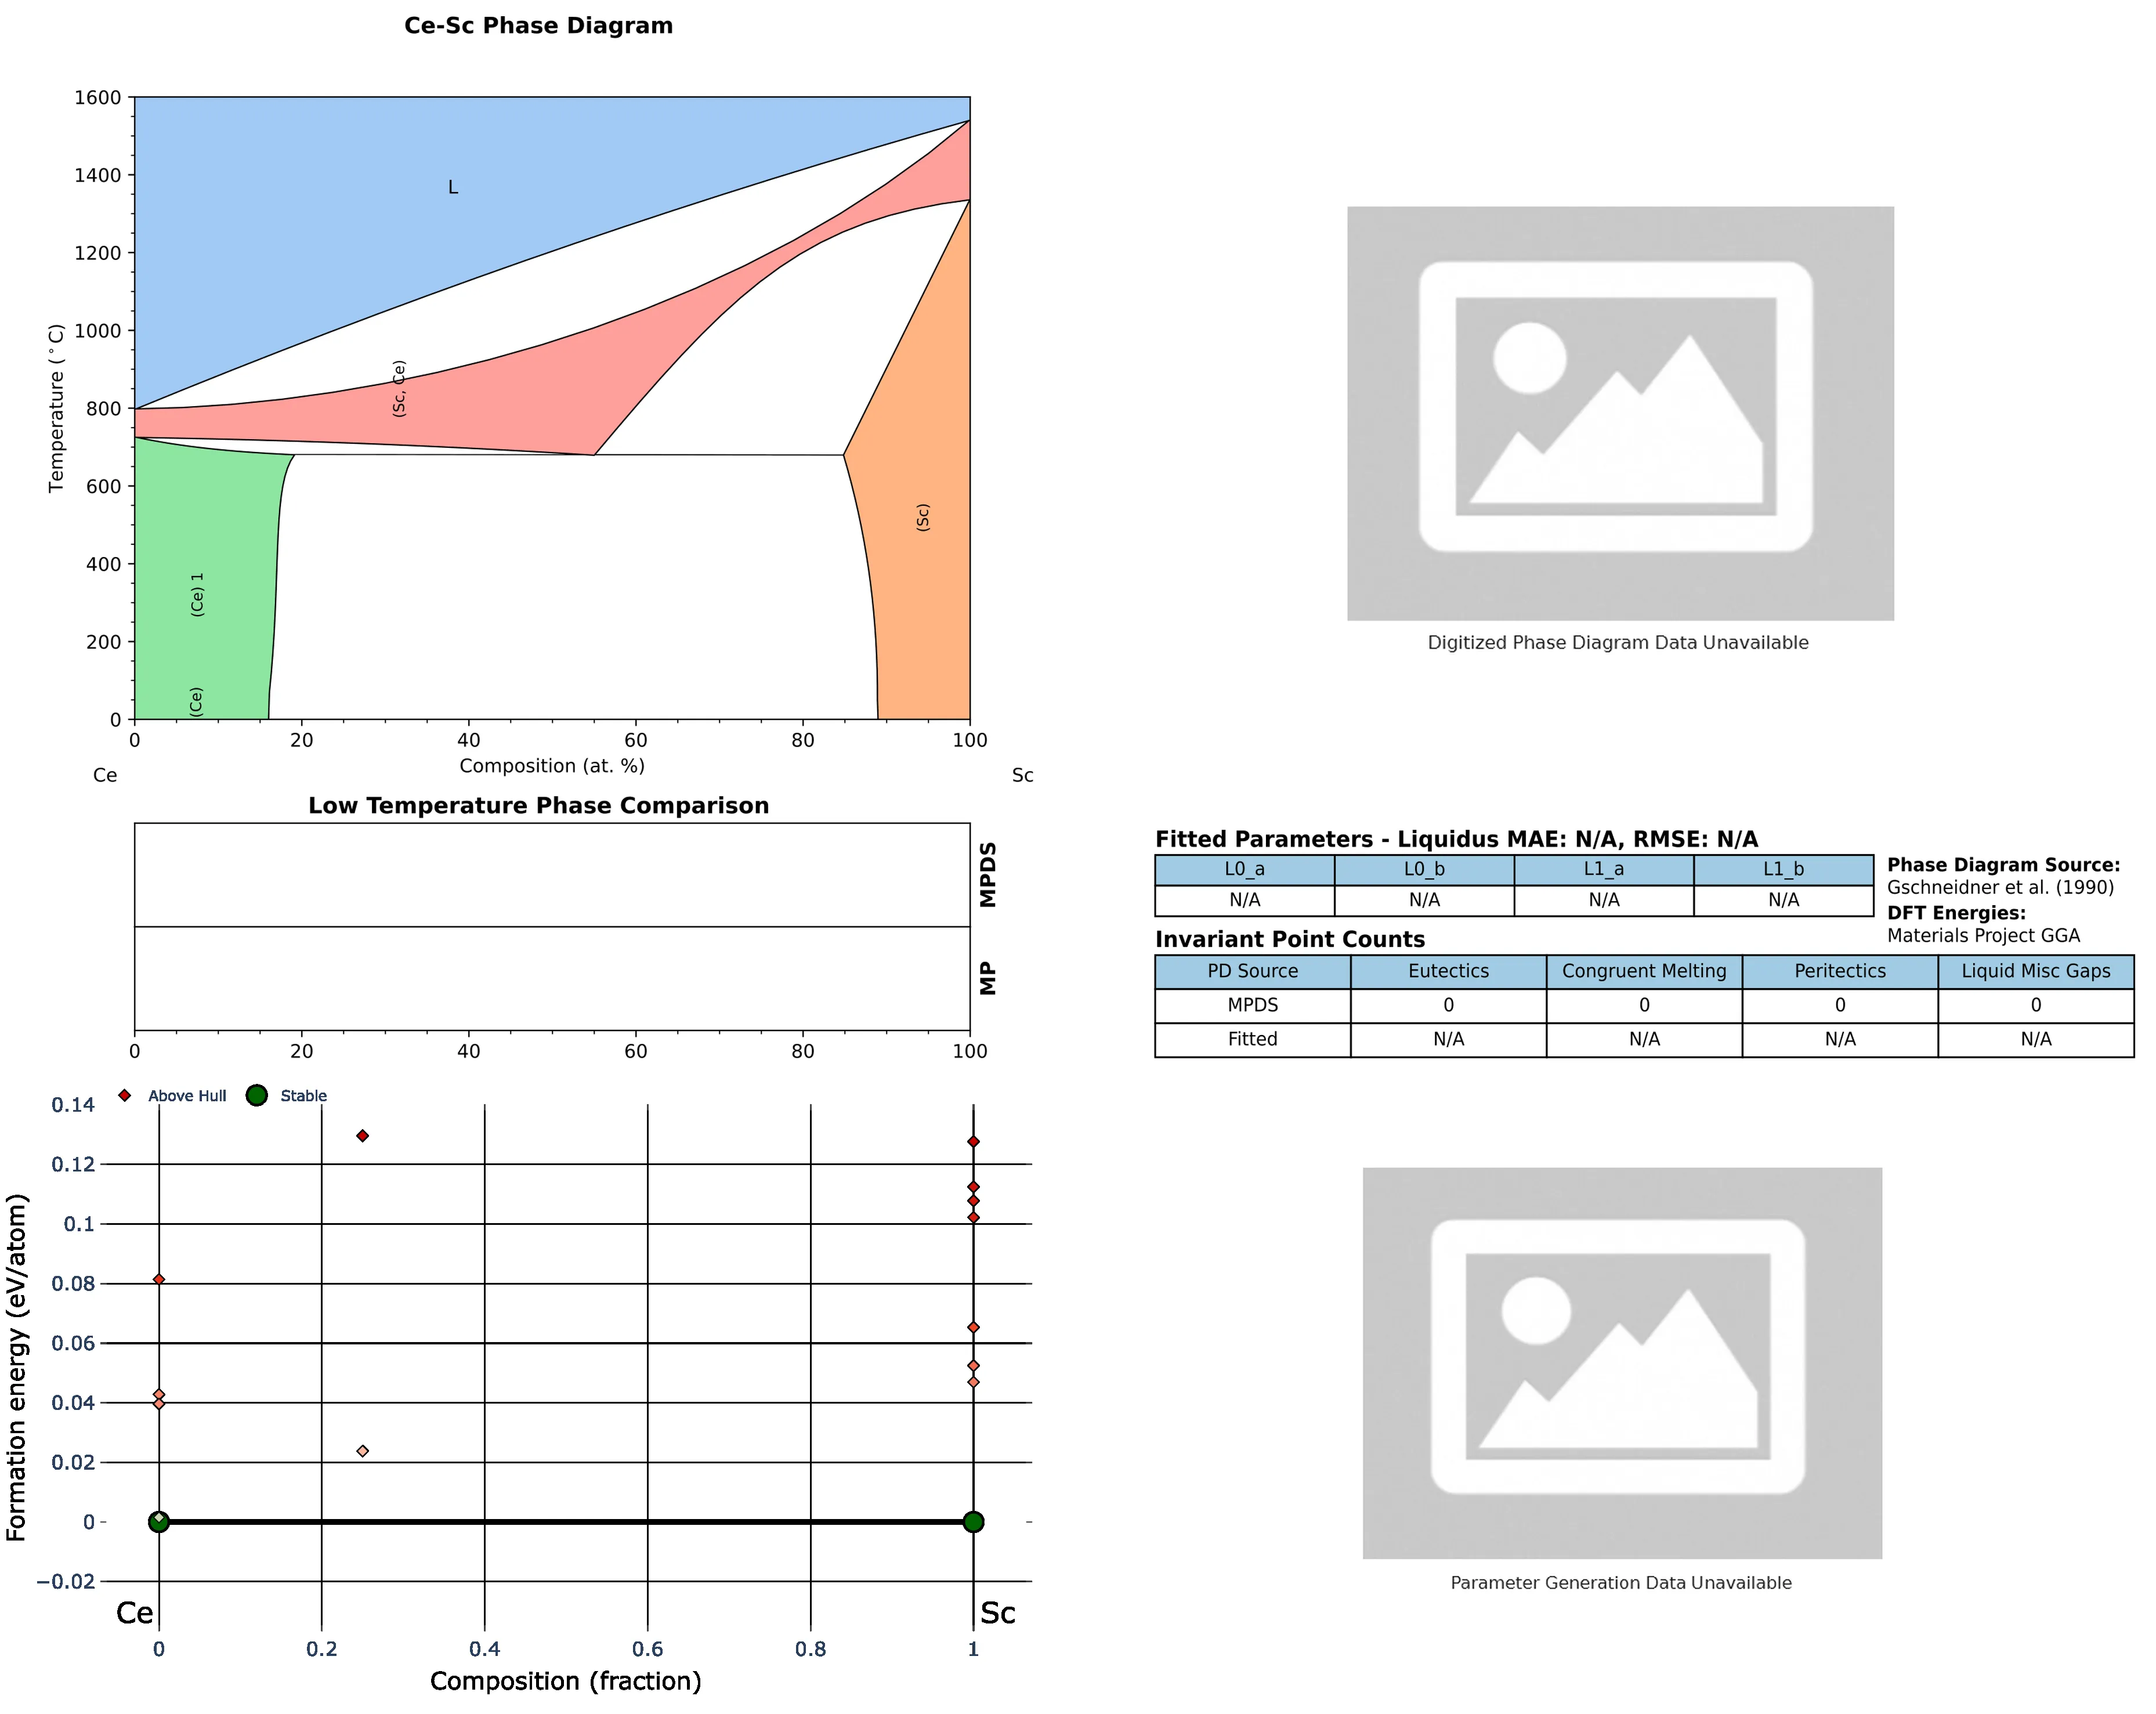 Ce-Sc Phase Diagram
1600
1400
1200
1000
800
600
400
200
0
Temperature (°C)
L
(Sc, Ce)
(Ce) 1
(Ce)
(Sc)
0 20 40 60 80 100
Composition (at. %)
Ce Sc
Digitized Phase Diagram Data Unavailable
Low Temperature Phase Comparison
MPDS
MP
0 20 40 60 80 100
Fitted Parameters - Liquidus MAE: N/A, RMSE: N/A
L0_a L0_b L1_a L1_b
N/A N/A N/A N/A
Phase Diagram Source:
Gschneidner et al. (1990)
DFT Energies:
Materials Project GGA
Invariant Point Counts
PD Source Eutectics Congruent Melting Peritectics Liquid Misc Gaps
MPDS 0 0 0 0
Fitted N/A N/A N/A N/A
Above Hull Stable
0.14
0.12
0.1
0.08
0.06
0.04
0.02
0
−0.02
Formation energy (eV/atom)
Ce Sc
0 0.2 0.4 0.6 0.8 1
Composition (fraction)
Parameter Generation Data Unavailable